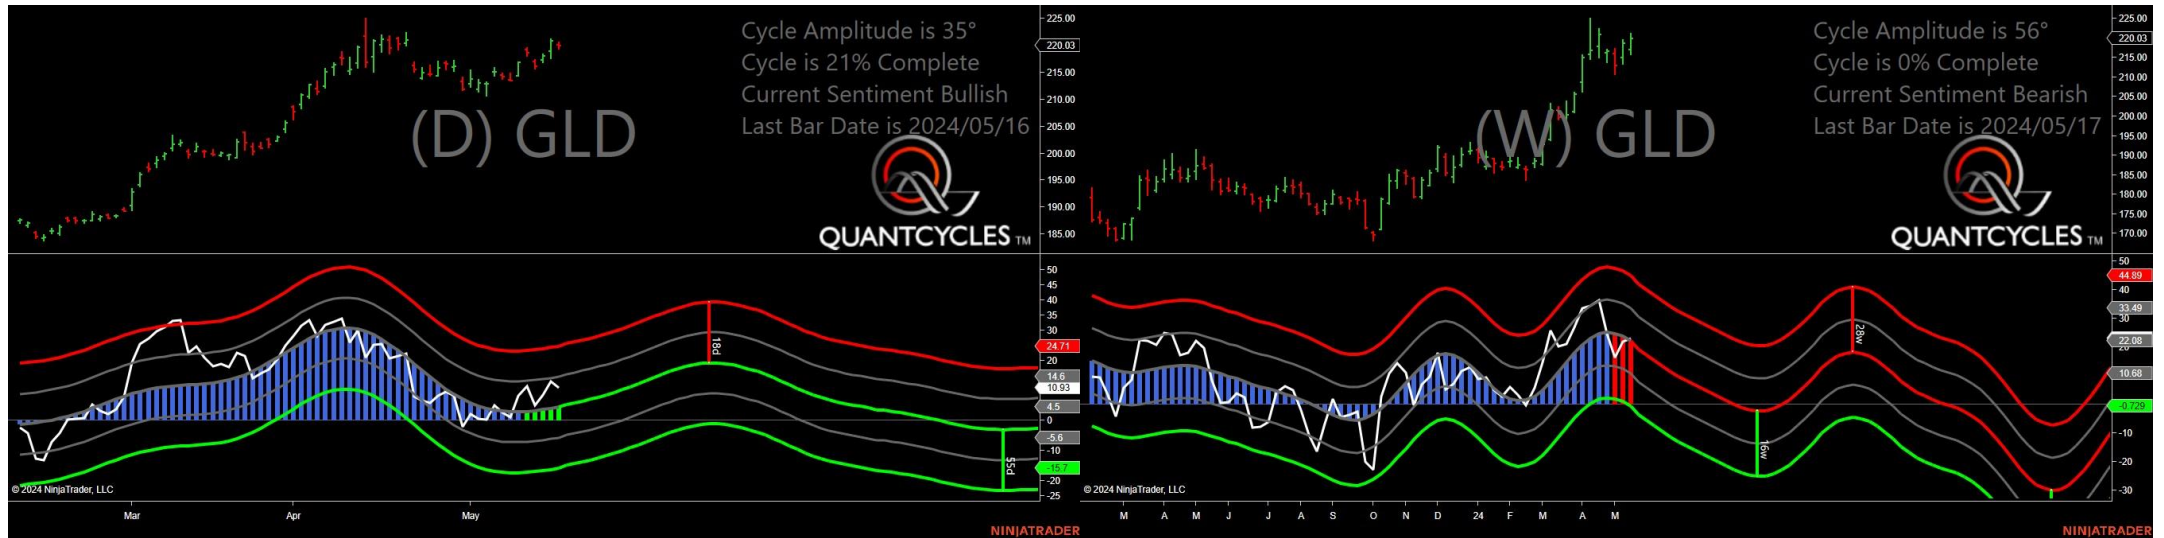 Cycle Amplitude is 35°
Cycle is 21% Complete
Current Sentiment Bullish
Last Bar Date is 2024/05/16
(D) GLD
QUANTCYCLES TM
225.00
220.03
215.00
210.00
205.00
200.00
195.00
190.00
185.00
50
45
40
35
30
24.71
20
14.6
10.93
4.5
0
-5.6
-10
-15.7
-20
-25
18d
55d
© 2024 NinjaTrader, LLC
Mar Apr May
NINJATRADER
Cycle Amplitude is 56°
Cycle is 0% Complete
Current Sentiment Bearish
Last Bar Date is 2024/05/17
(W) GLD
QUANTCYCLES TM
225.00
220.03
215.00
210.00
205.00
200.00
195.00
190.00
185.00
180.00
175.00
170.00
50
44.89
40
33.49
30
22.08
20
10.68
-0.729
-10
-20
-30
28w
16w
© 2024 NinjaTrader, LLC
M A M J J A S O N D 24 F M A M
NINJATRADER